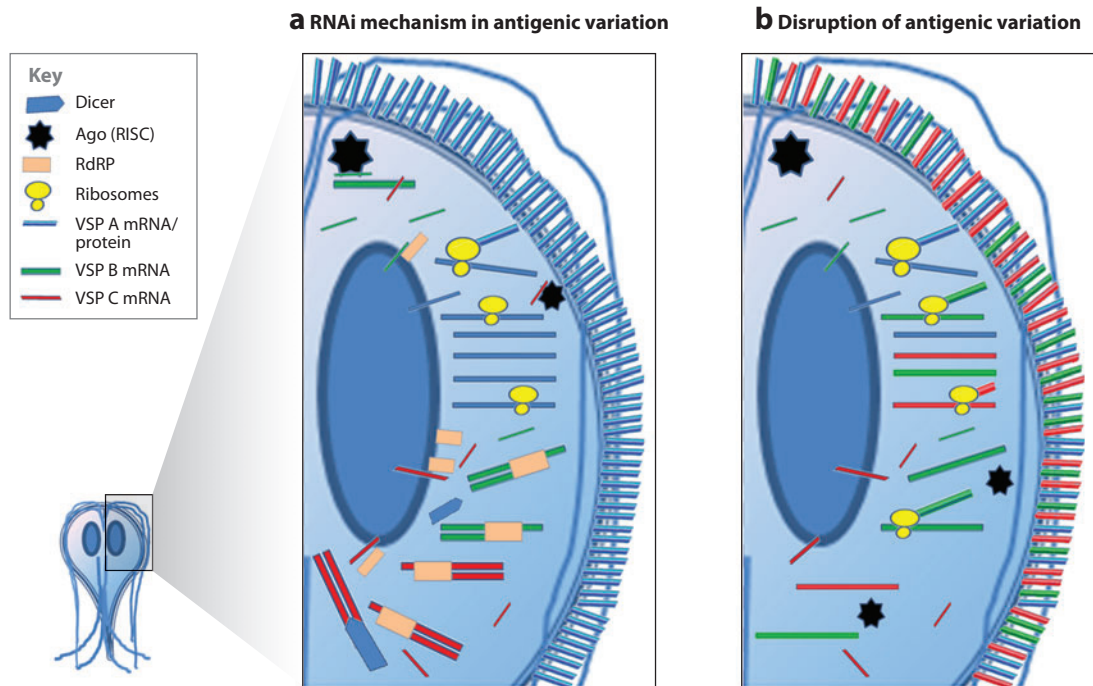 a RNAi mechanism in antigenic variation
b Disruption of antigenic variation
Key
Dicer
Ago (RISC)
RdRP
Ribosomes
VSP A mRNA/
protein
VSP B mRNA
VSP C mRNA